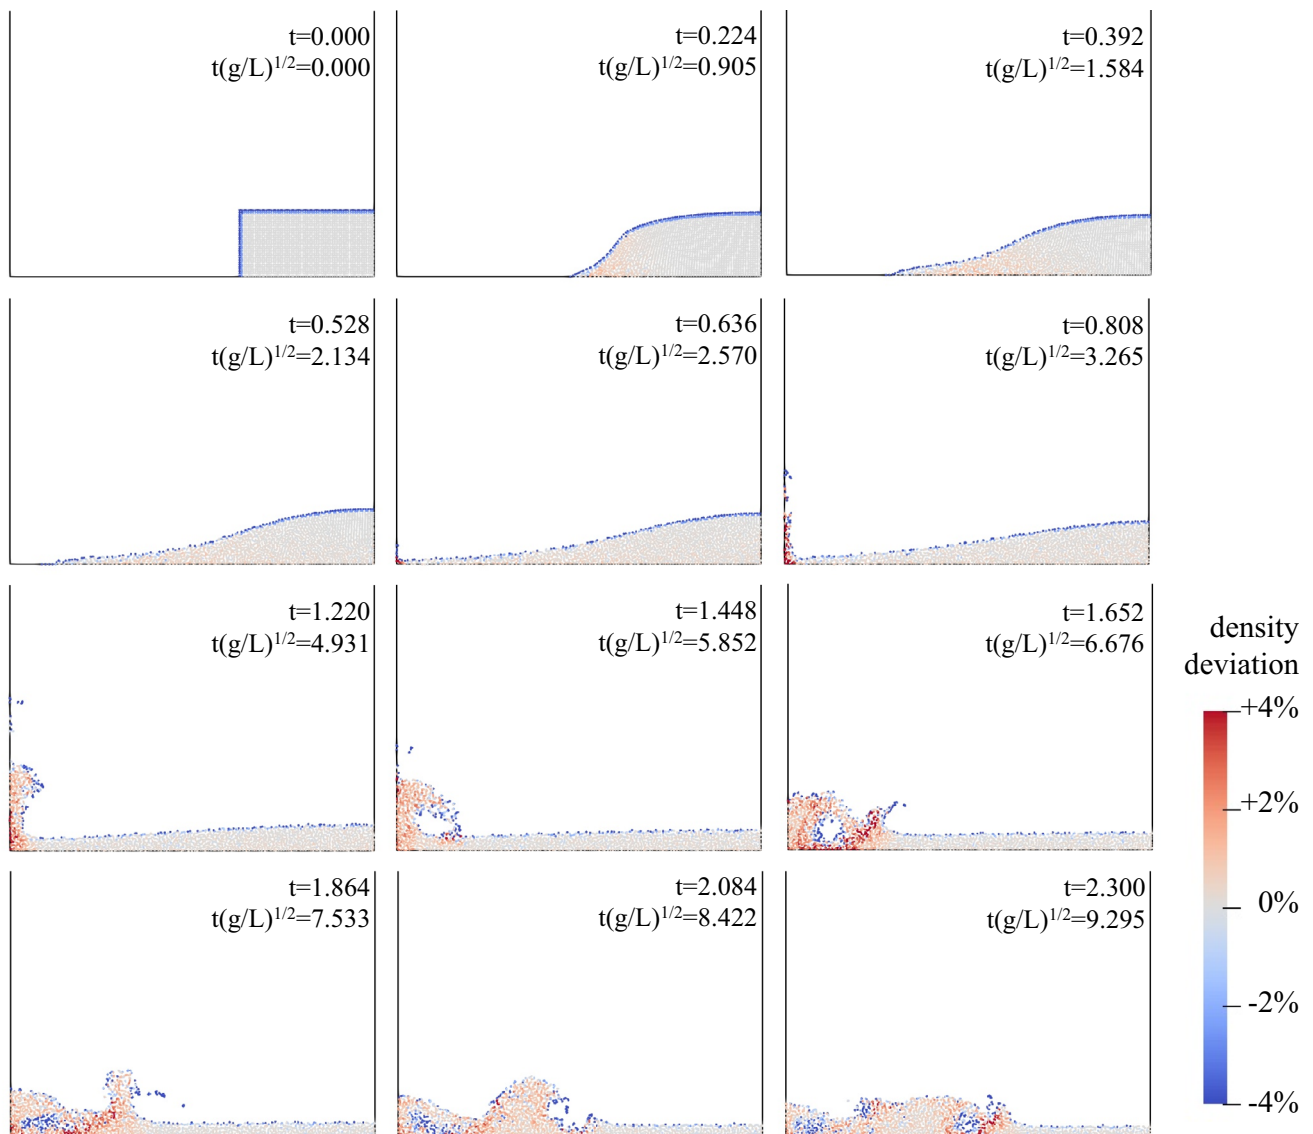 t=0.000
t(g/L)^1/2=0.000
t=0.224
t(g/L)^1/2=0.905
t=0.392
t(g/L)^1/2=1.584
t=0.528
t(g/L)^1/2=2.134
t=0.636
t(g/L)^1/2=2.570
t=0.808
t(g/L)^1/2=3.265
t=1.220
t(g/L)^1/2=4.931
t=1.448
t(g/L)^1/2=5.852
t=1.652
t(g/L)^1/2=6.676
t=1.864
t(g/L)^1/2=7.533
t=2.084
t(g/L)^1/2=8.422
t=2.300
t(g/L)^1/2=9.295
density
deviation
+4%
+2%
0%
-2%
-4%